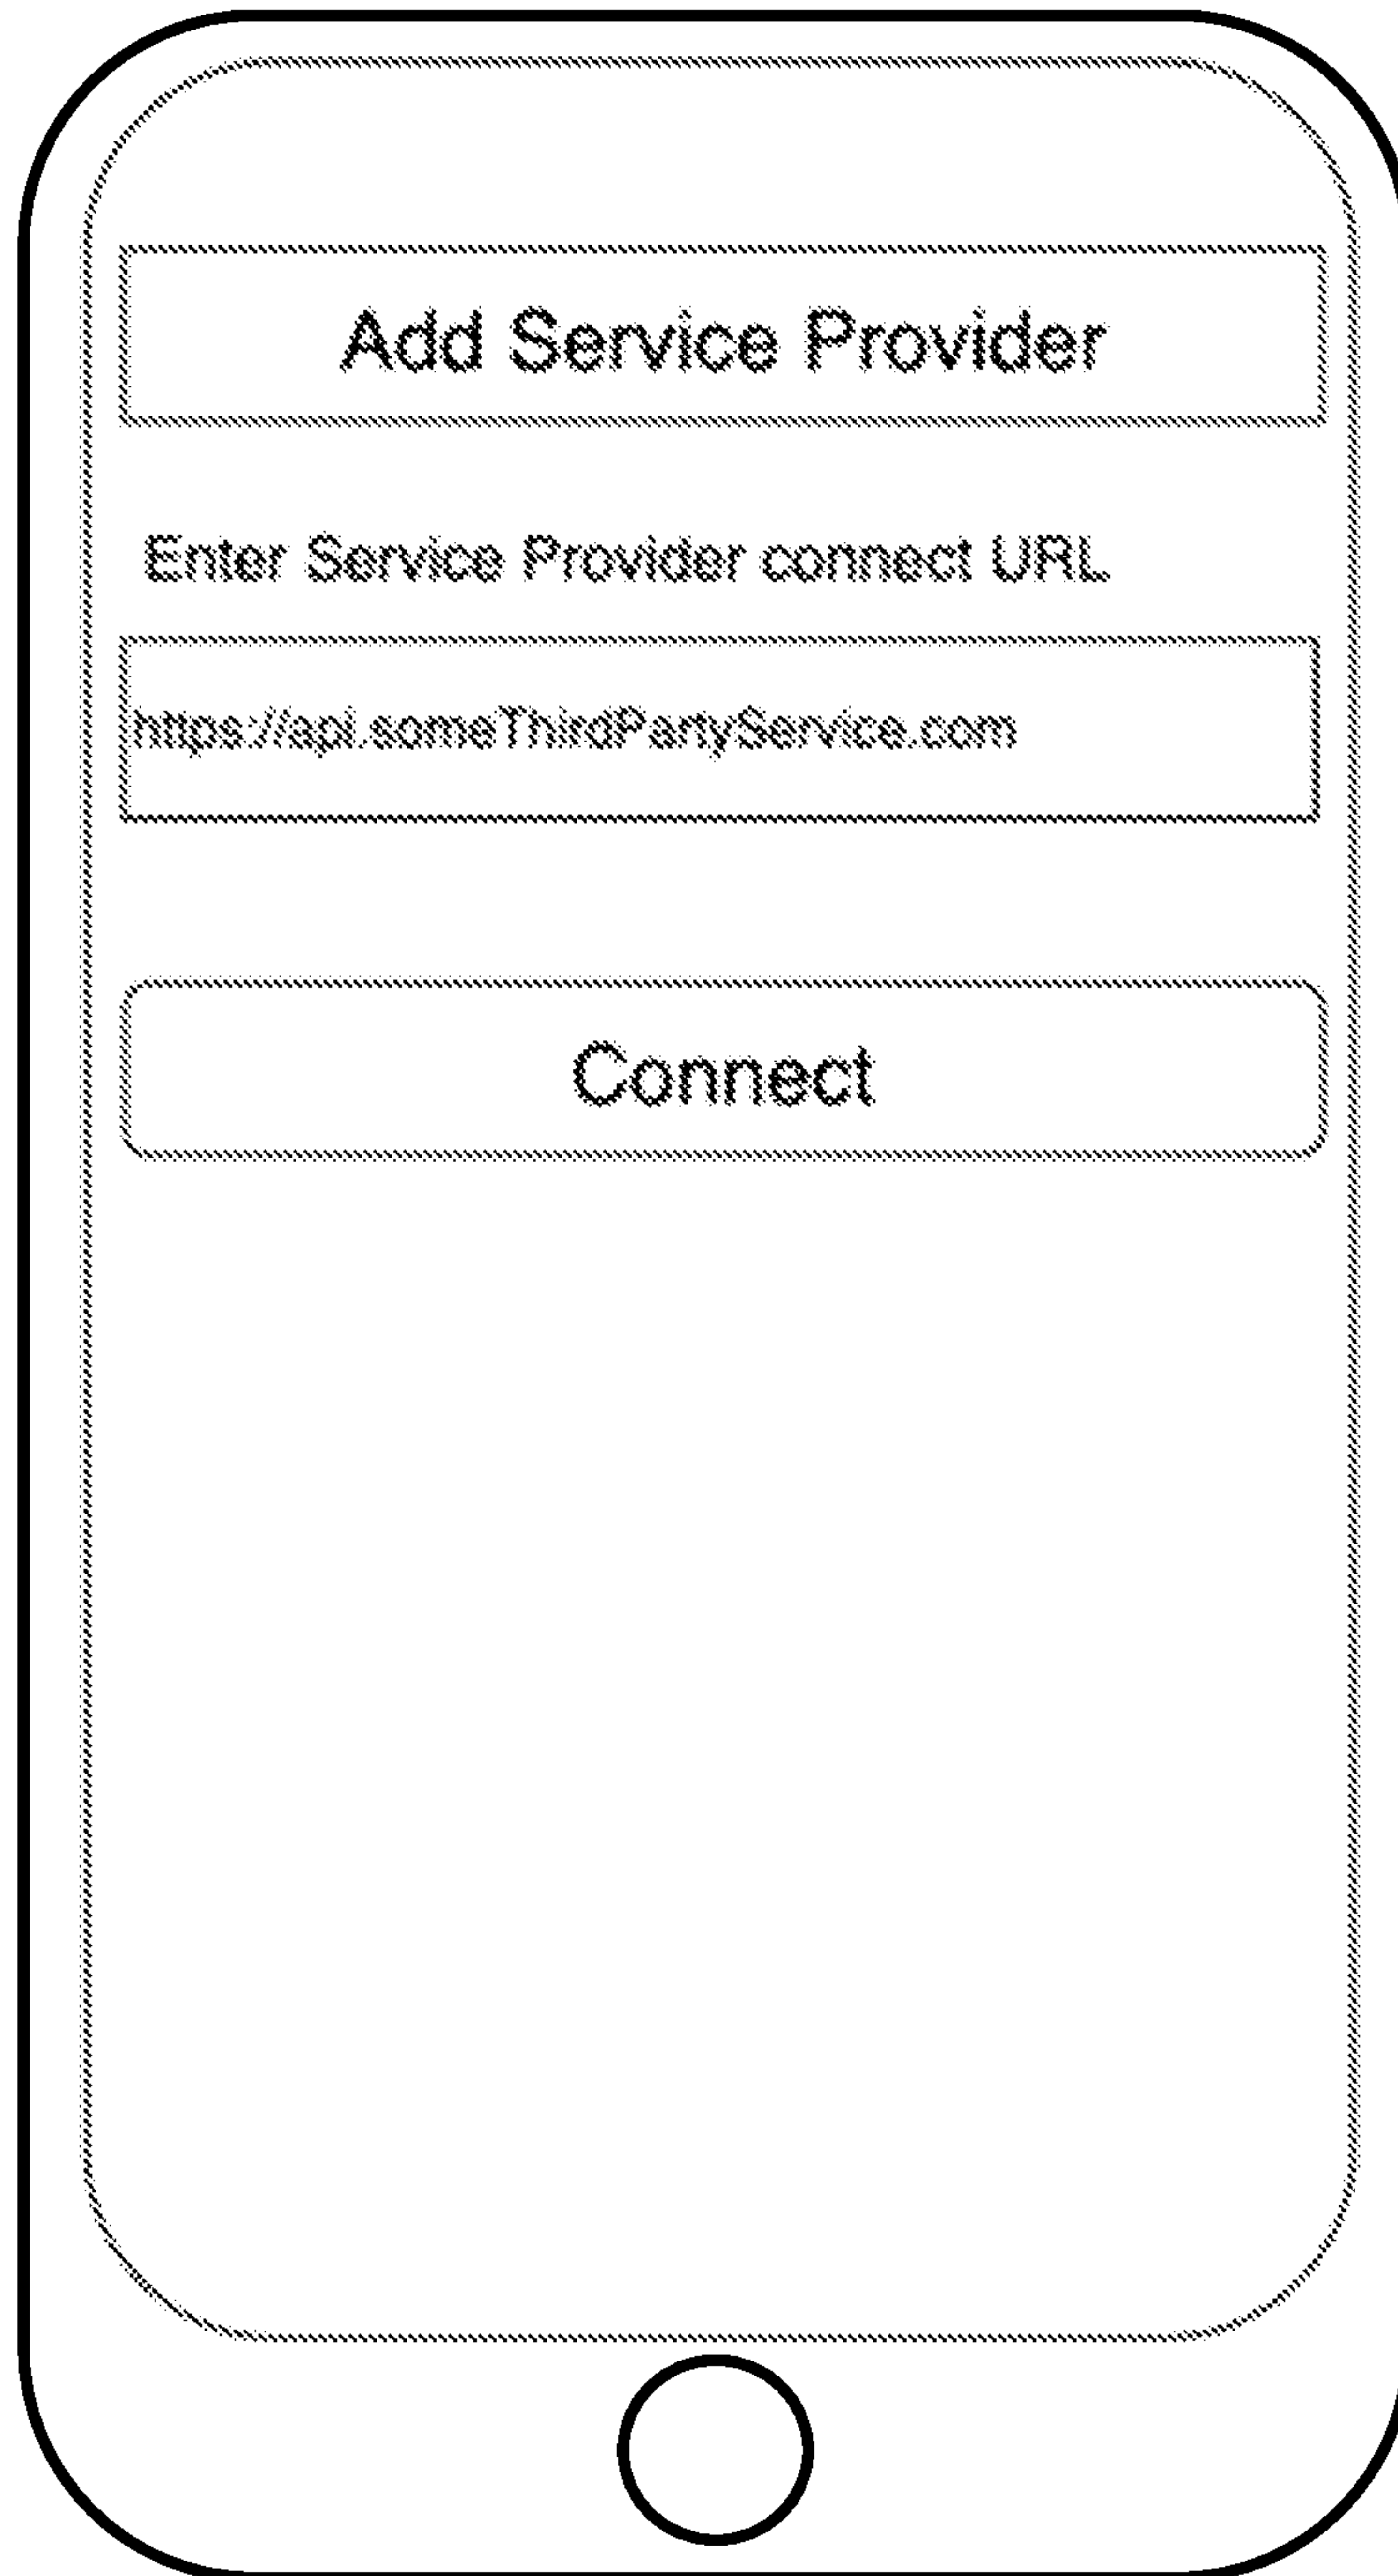 Add Service Provider
Enter Service Provider connect URL
https://api.someThirdPartyService.com
Connect